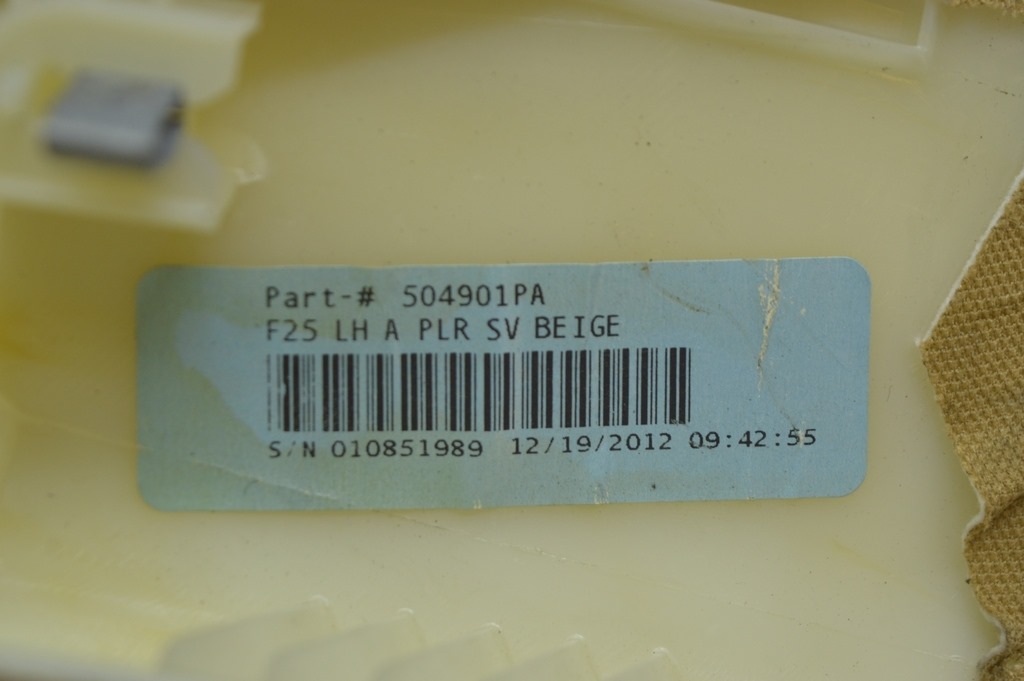 Part-# 504901PA
F25 LH A PLR SV BEIGE
S/N 010851989 12/19/2012 09:42:55